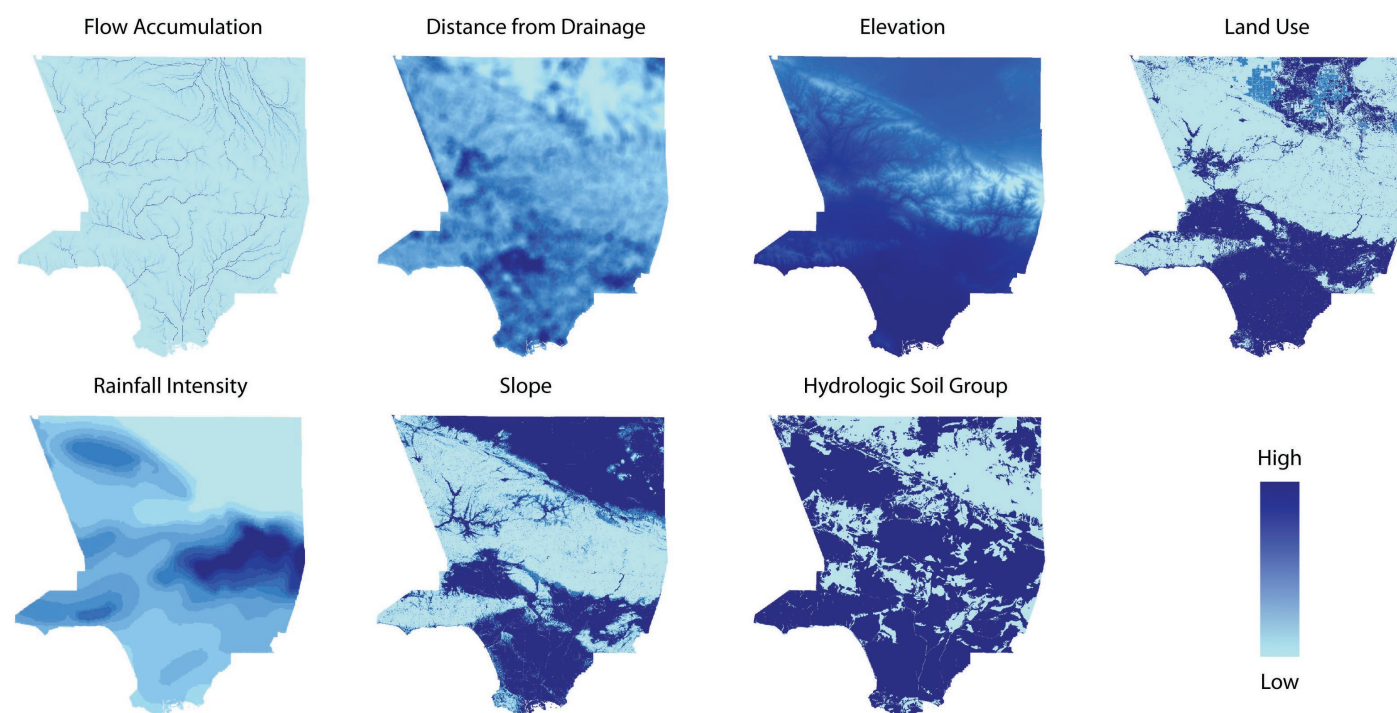 Flow Accumulation
Distance from Drainage
Elevation
Land Use
Rainfall Intensity
Slope
Hydrologic Soil Group
High
Low